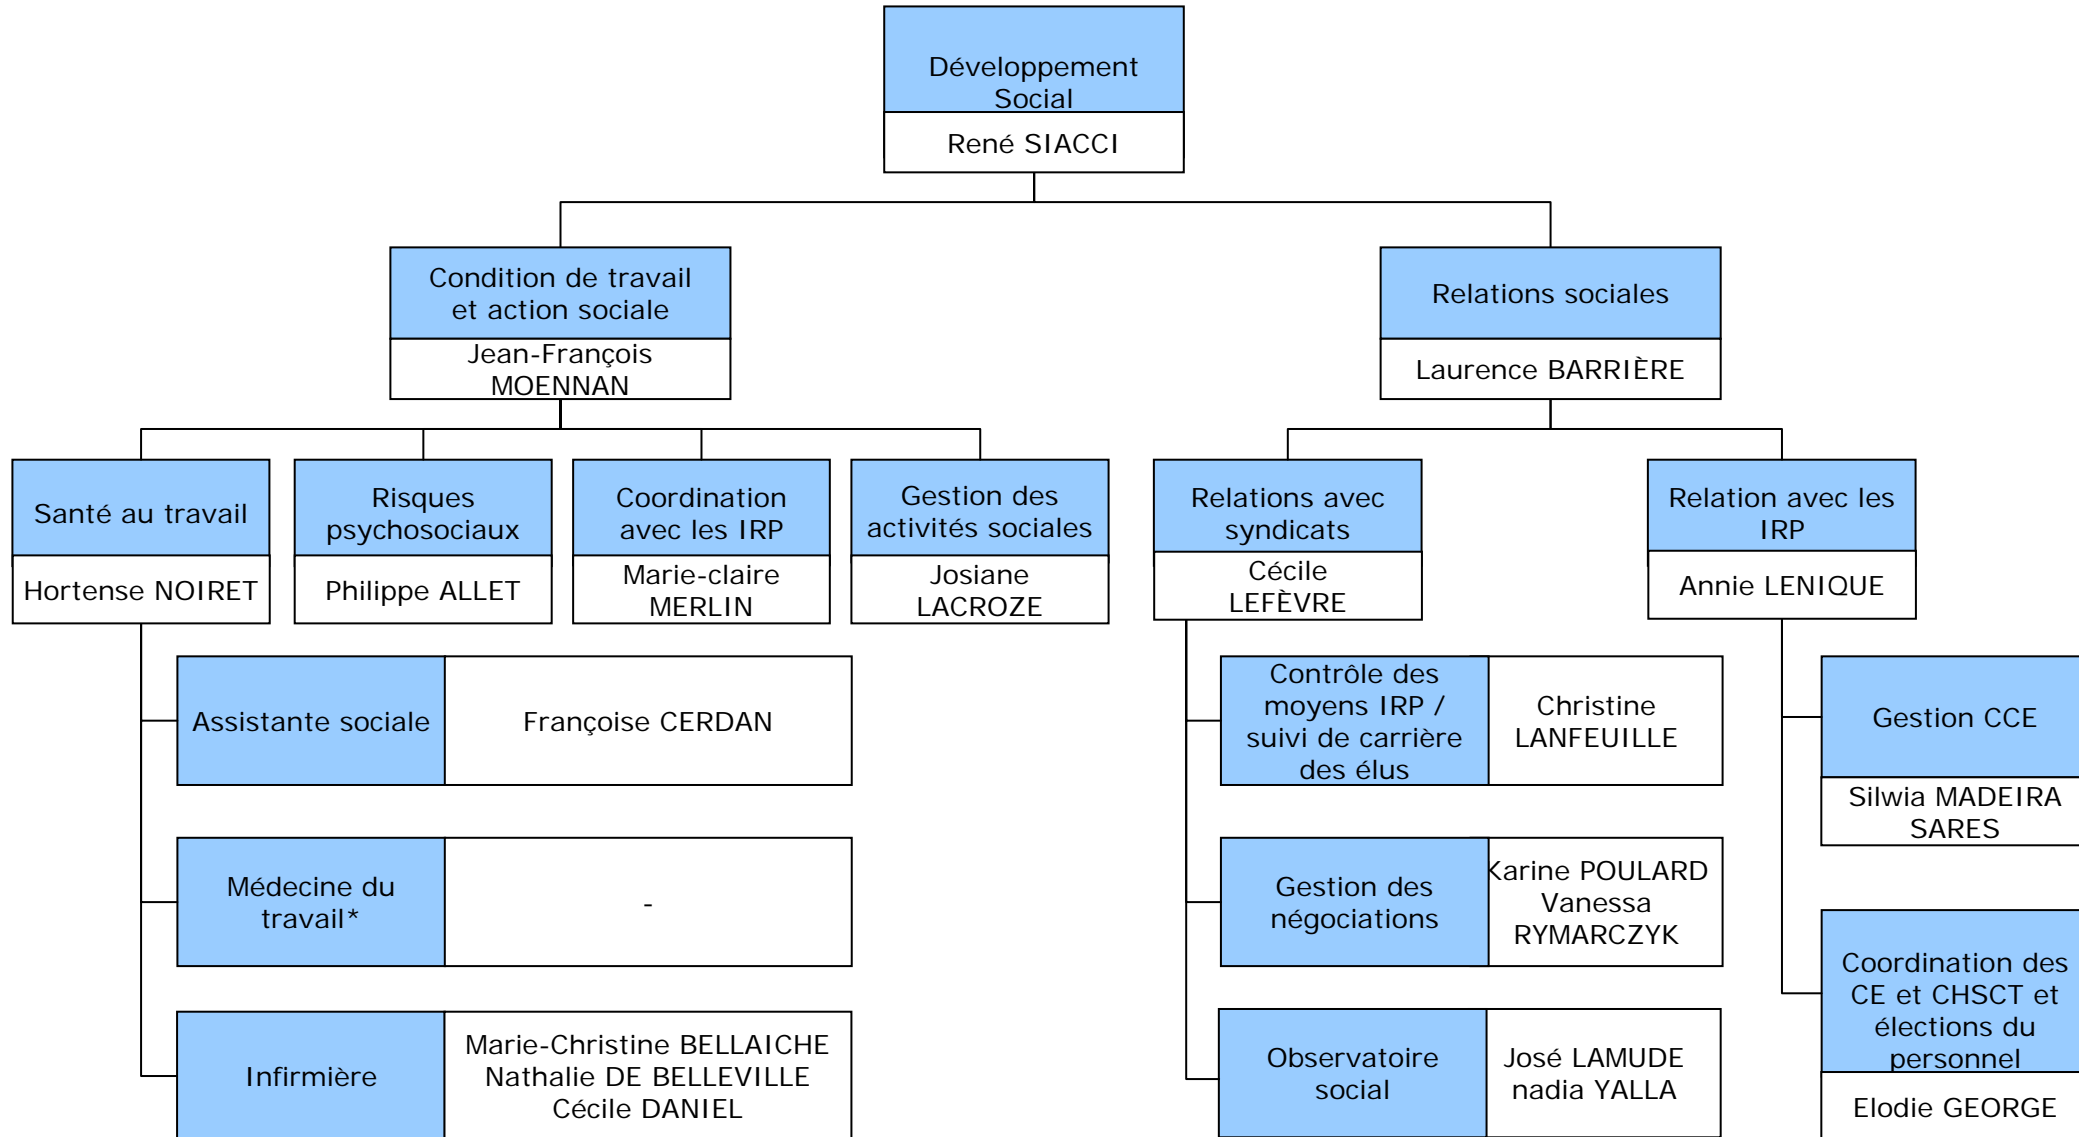 Développement
Social
René SIACCI
Condition de travail
et action sociale
Jean-François
MOENNAN
Relations sociales
Laurence BARRIÈRE
Santé au travail
Hortense NOIRET
Risques
psychosociaux
Philippe ALLET
Coordination
avec les IRP
Marie-claire
MERLIN
Gestion des
activités sociales
Josiane
LACROZE
Relations avec
syndicats
Cécile
LEFÈVRE
Relation avec les
IRP
Annie LENIQUE
Assistante sociale
Françoise CERDAN
Médecine du
travail*
-
Infirmière
Marie-Christine BELLAICHE
Nathalie DE BELLEVILLE
Cécile DANIEL
Contrôle des
moyens IRP /
suivi de carrière
des élus
Christine
LANFEUILLE
Gestion des
négociations
Karine POULARD
Vanessa
RYMARCZYK
Observatoire
social
José LAMUDE
nadia YALLA
Gestion CCE
Silwia MADEIRA
SARES
Coordination des
CE et CHSCT et
élections du
personnel
Elodie GEORGE